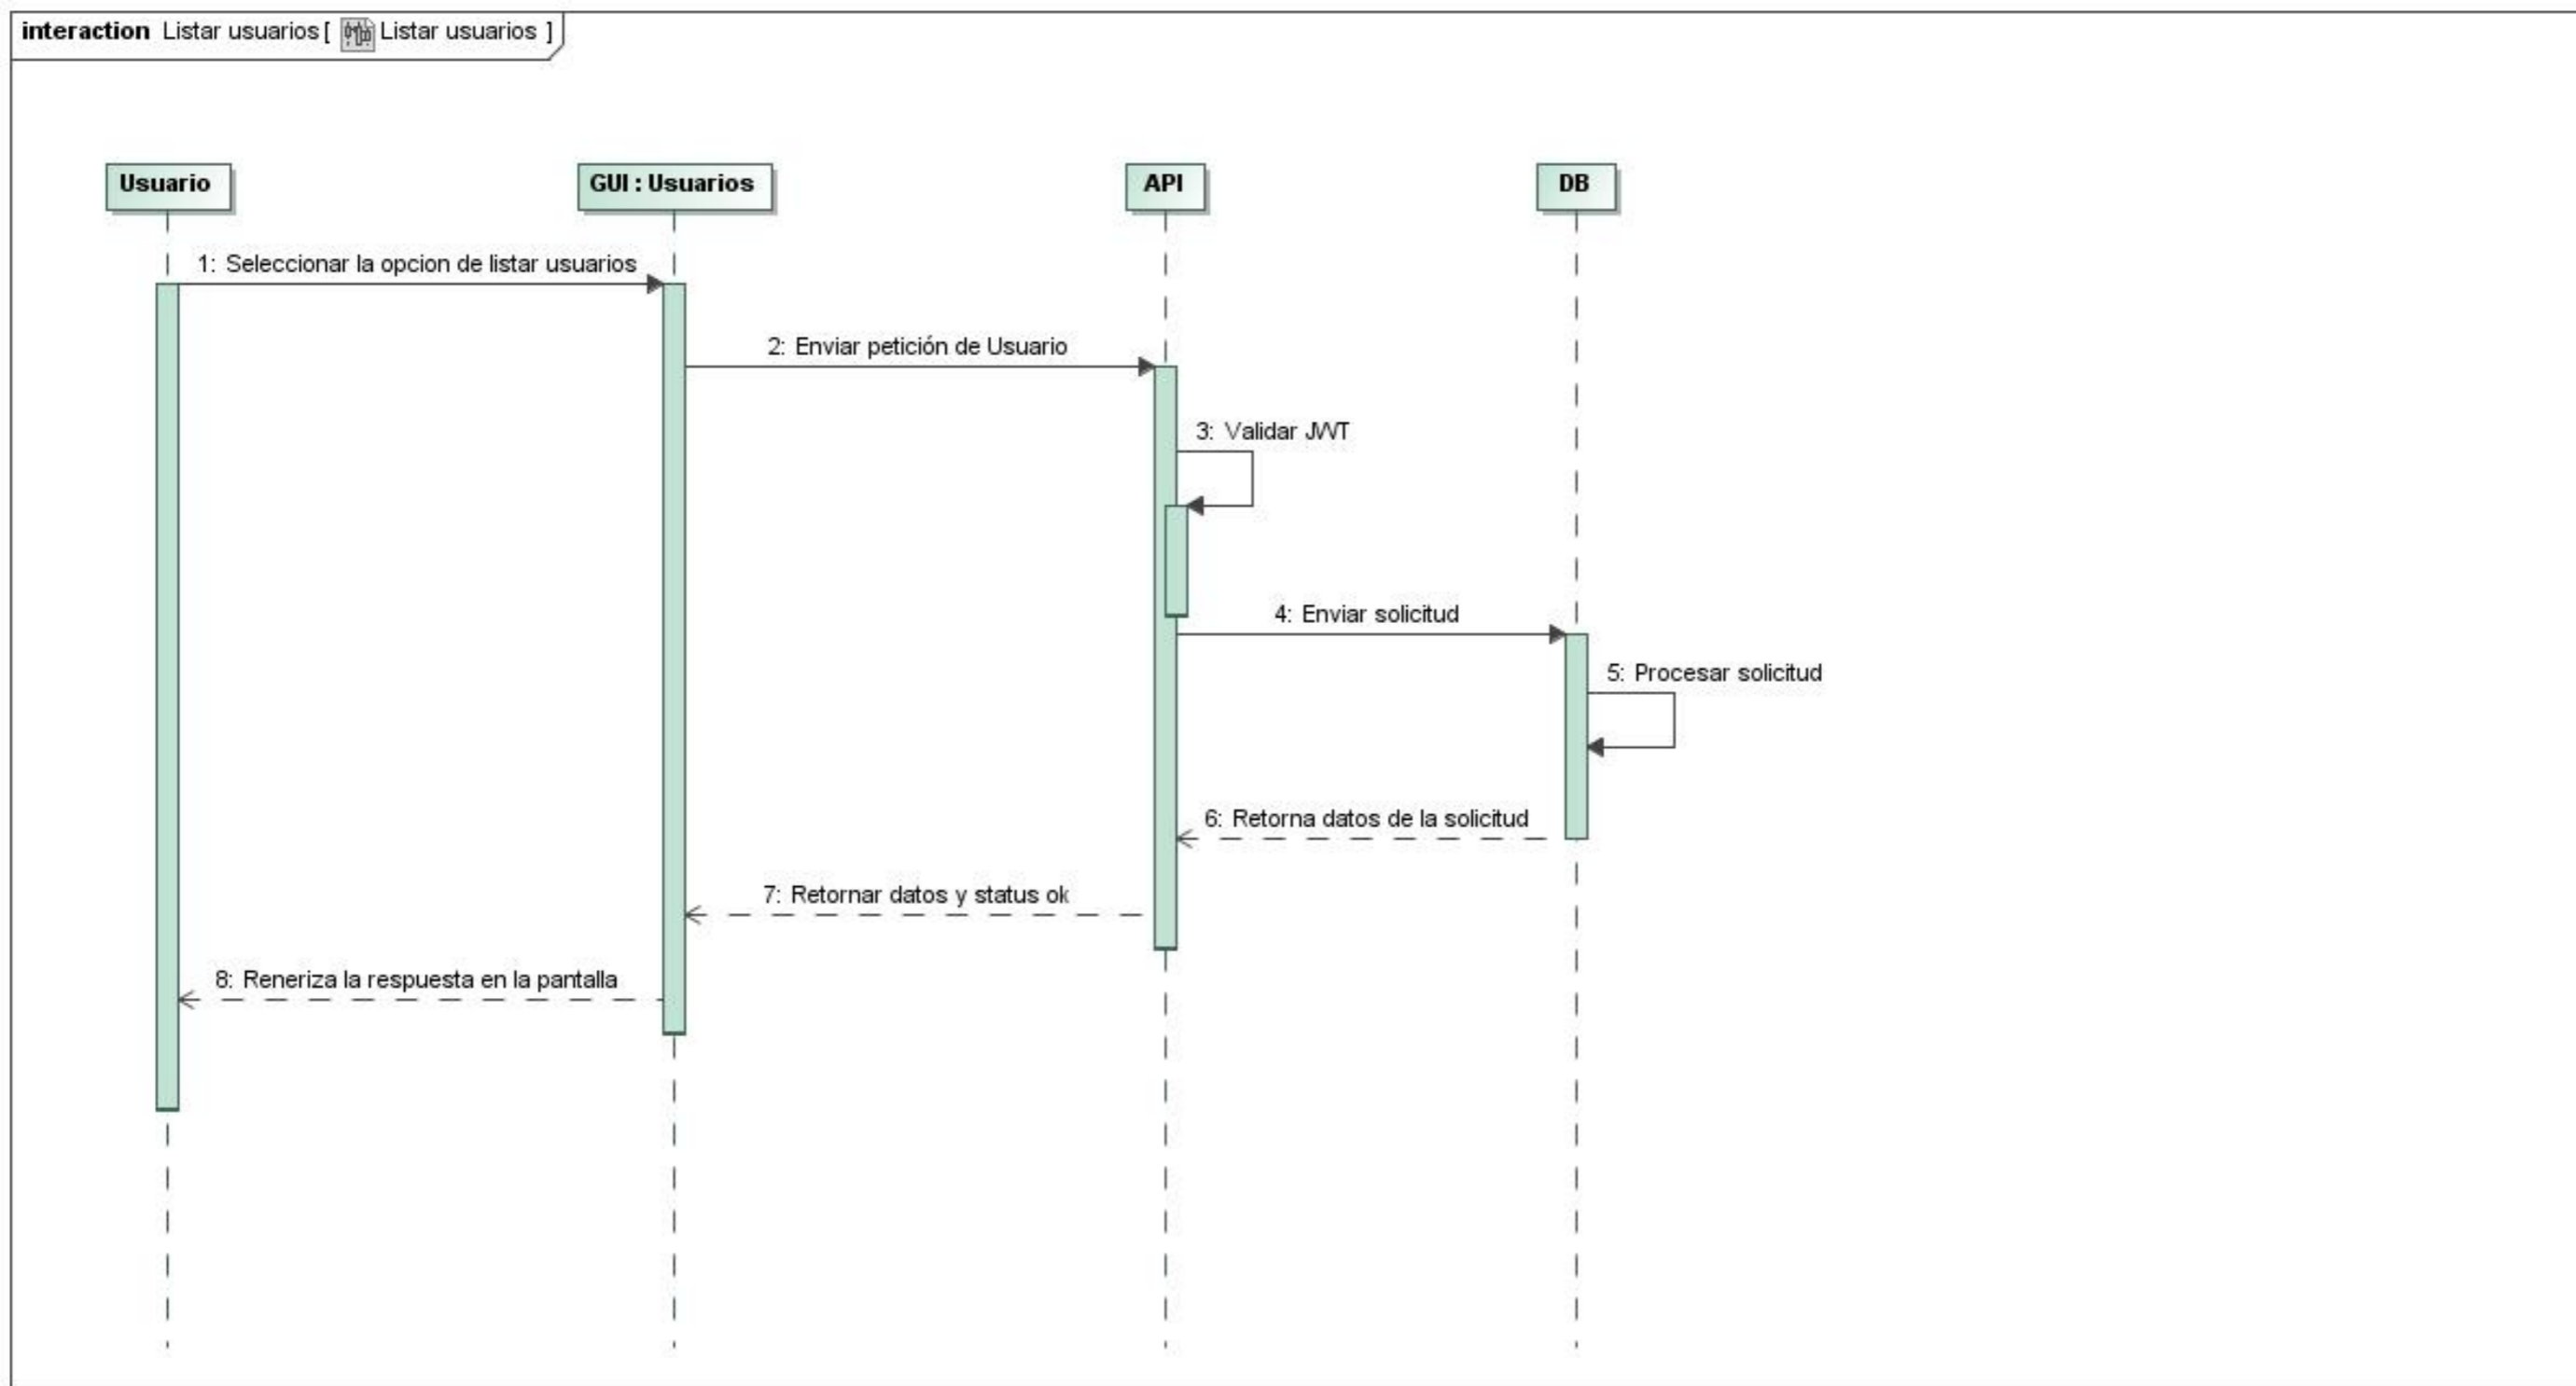 interaction Listar usuarios [ Listar usuarios ]
Usuario
GUI : Usuarios
API
DB
1: Seleccionar la opcion de listar usuarios
2: Enviar petición de Usuario
3: Validar JWT
4: Enviar solicitud
5: Procesar solicitud
6: Retorna datos de la solicitud
7: Retornar datos y status ok
8: Reneriza la respuesta en la pantalla